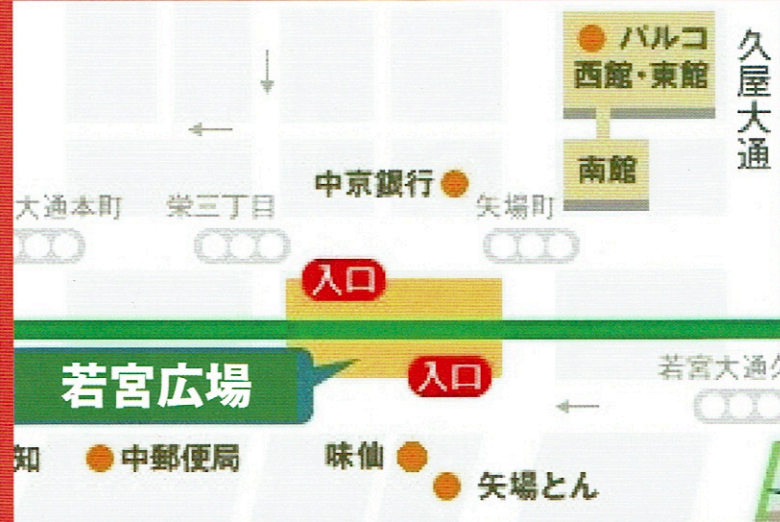 パルコ
西館・東館
久屋大通
南館
中京銀行
大通本町
栄三丁目
矢場町
入口
入口
若宮広場
若宮大通久
知
中郵便局
味仙
矢場とん